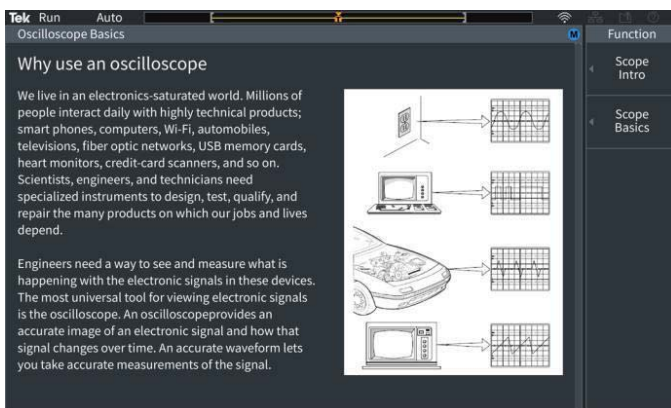 Tek Run Auto
Oscilloscope Basics
M
Function
Why use an oscilloscope
Scope
Intro
Scope
Basics
We live in an electronics-saturated world. Millions of
people interact daily with highly technical products;
smart phones, computers, Wi-Fi, automobiles,
televisions, fiber optic networks, USB memory cards,
heart monitors, credit-card scanners, and so on.
Scientists, engineers, and technicians need
specialized instruments to design, test, qualify, and
repair the many products on which our jobs and lives
depend.
Engineers need a way to see and measure what is
happening with the electronic signals in these devices.
The most universal tool for viewing electronic signals
is the oscilloscope. An oscilloscopeprovides an
accurate image of an electronic signal and how that
signal changes over time. An accurate waveform lets
you take accurate measurements of the signal.